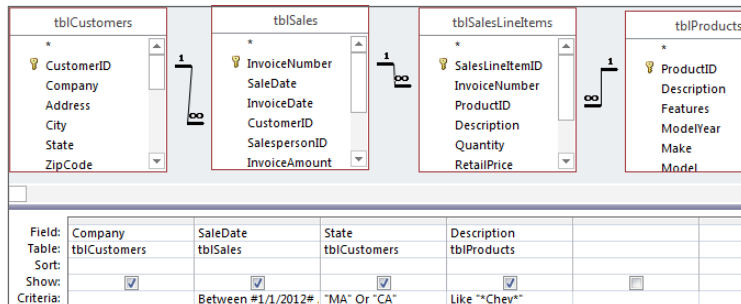 tblCustomers
*
CustomerID
Company
Address
City
State
ZipCode
1
∞
tblSales
*
InvoiceNumber
SaleDate
InvoiceDate
CustomerID
SalespersonID
InvoiceAmount
1
∞
tblSalesLineItems
*
SalesLineItemID
InvoiceNumber
ProductID
Description
Quantity
RetailPrice
∞
1
tblProducts
*
ProductID
Description
Features
ModelYear
Make
Model
Field: Company SaleDate State Description
Table: tblCustomers tblSales tblCustomers tblProducts
Sort:
Show:
Criteria: Between #1/1/2012# "MA" Or "CA" Like "*Chev*"